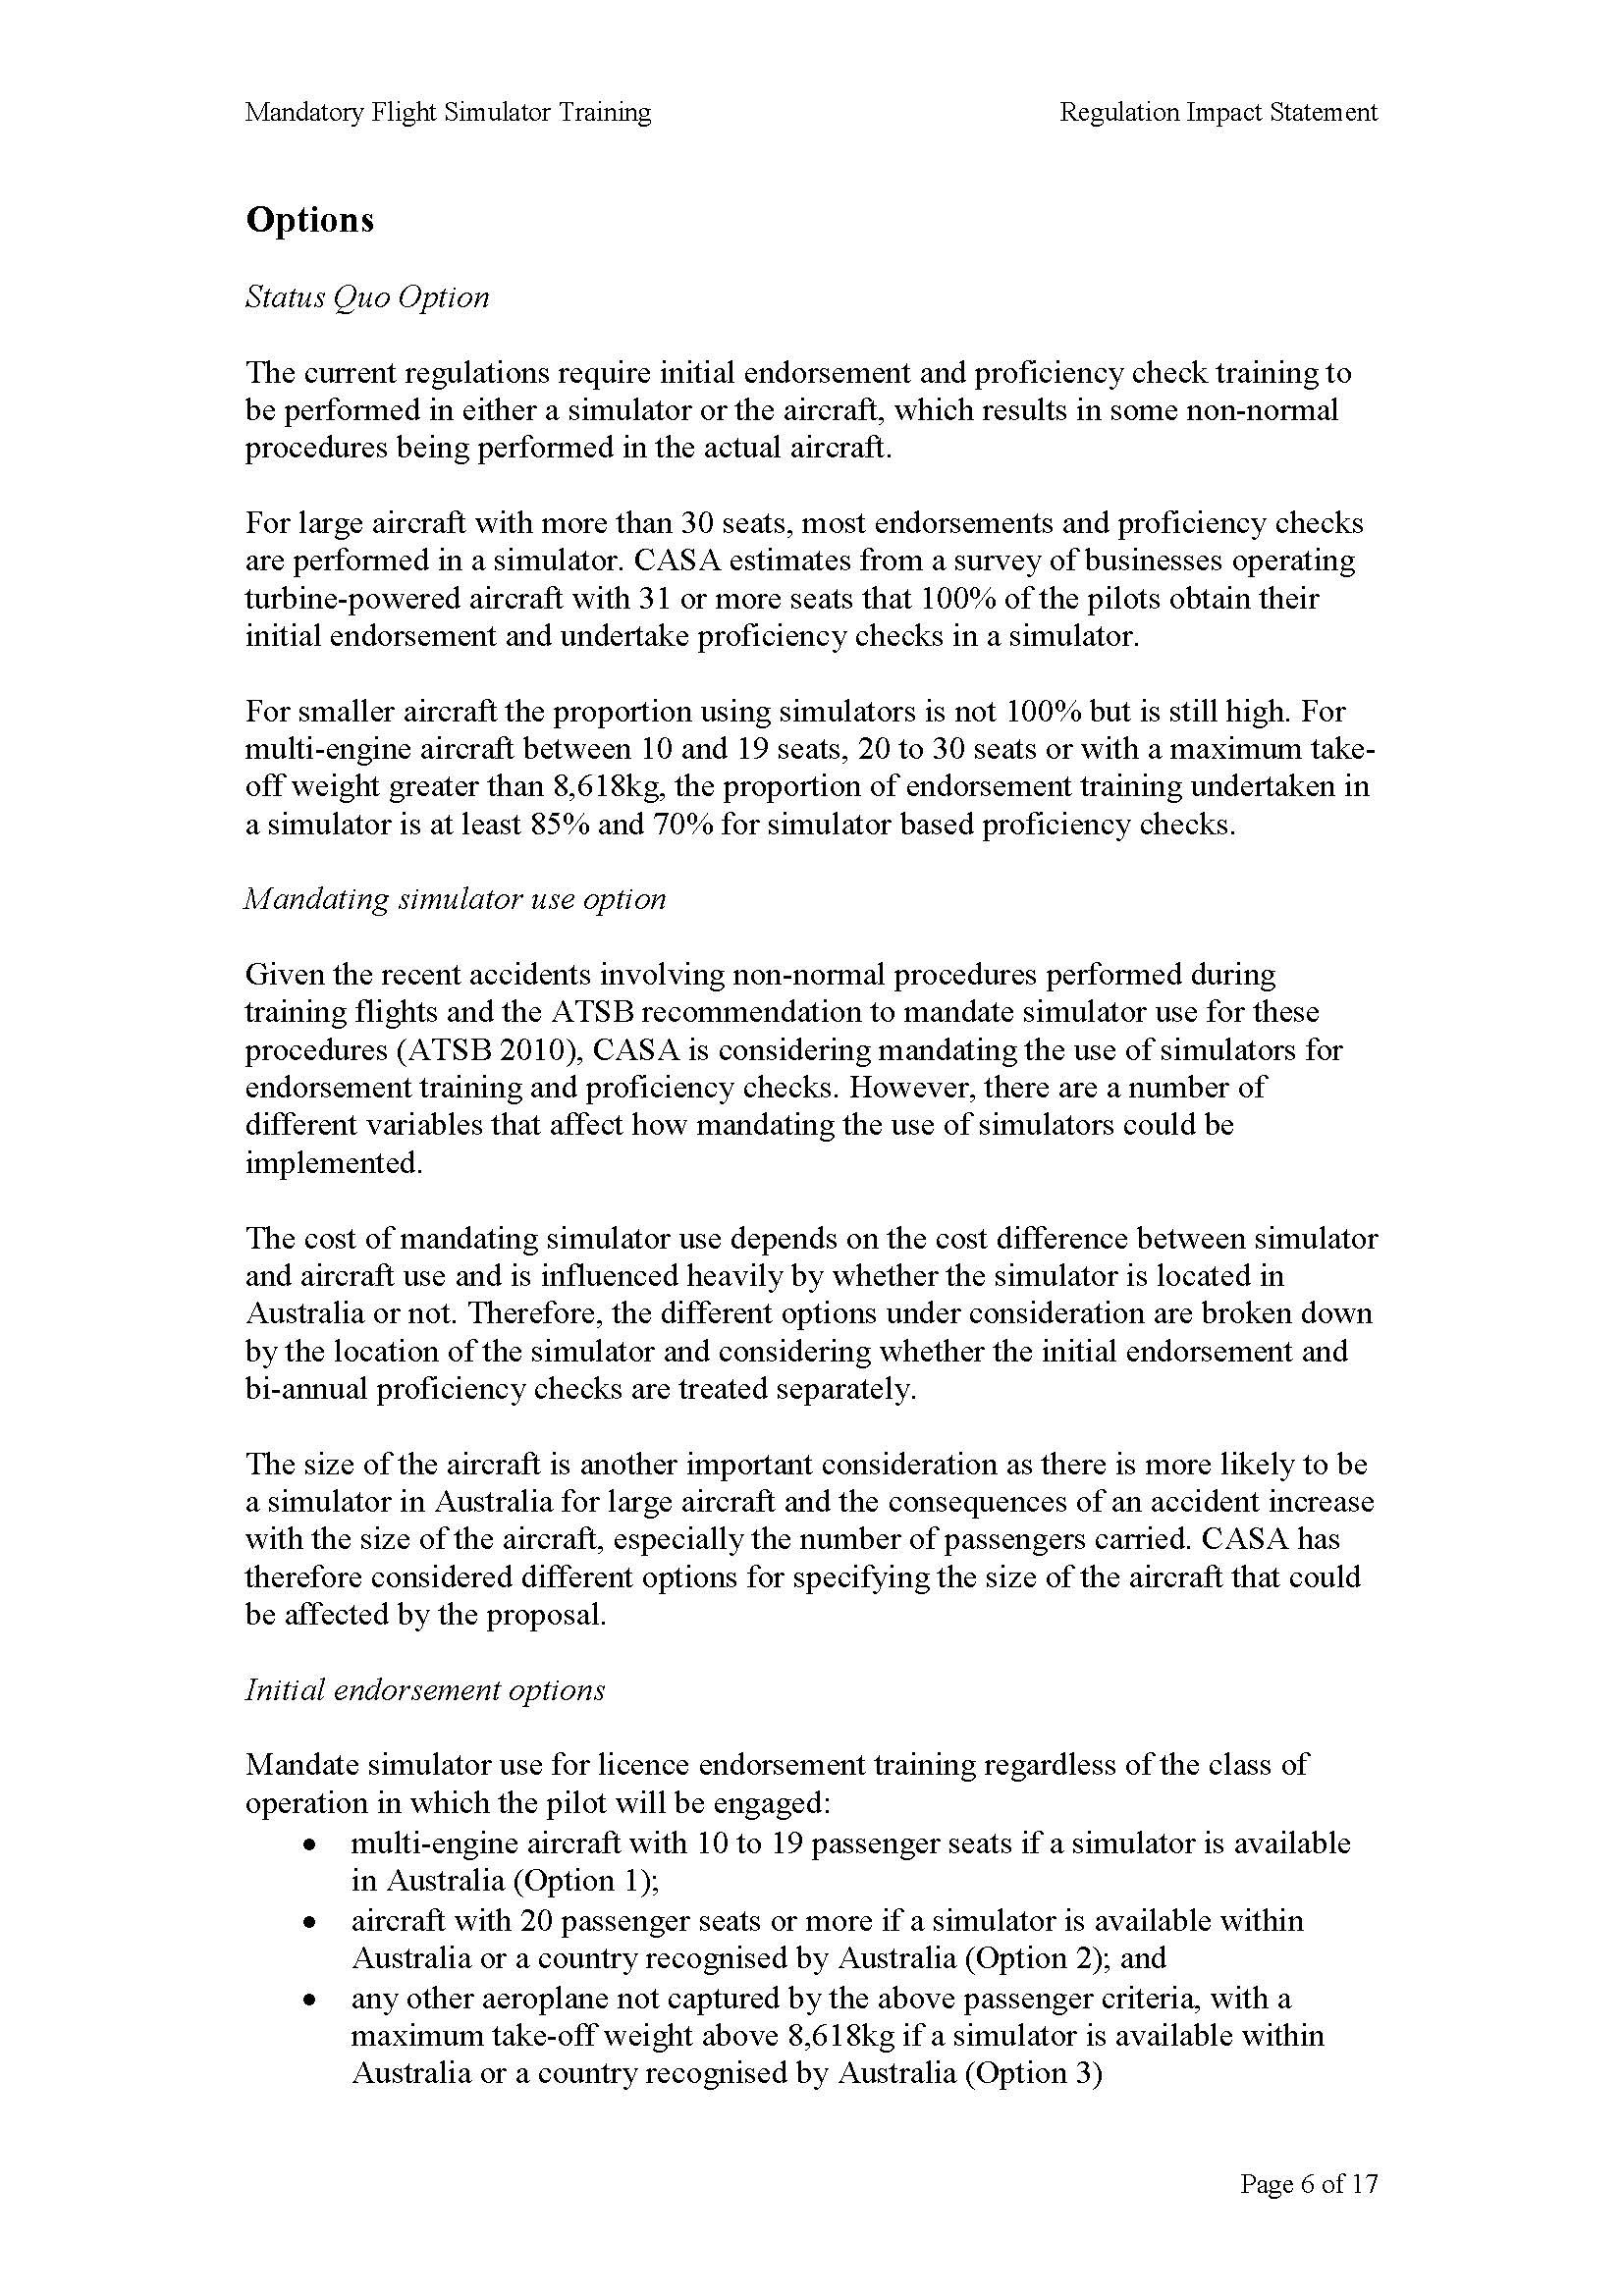 Mandatory Flight Simulator Training Regulation Impact Statement
Options
Status Quo Option
The current regulations require initial endorsement and proficiency check training to
be performed in either a simulator or the aircraft, which results in some non-normal
procedures being performed in the actual aircraft.
For large aircraft with more than 30 seats, most endorsements and proficiency checks
are performed in a simulator. CASA estimates from a survey of businesses operating
turbine-powered aircraft with 31 or more seats that 100% of the pilots obtain their
initial endorsement and undertake proficiency checks in a simulator.
For smaller aircraft the proportion using simulators is not 100% but is still high. For
multi-engine aircraft between 10 and 19 seats, 20 to 30 seats or with a maximum take-
off weight greater than 8,618kg, the proportion of endorsement training undertaken in
a simulator is at least 85% and 70% for simulator based proficiency checks.
Mandating simulator use option
Given the recent accidents involving non-normal procedures performed during
training flights and the ATSB recommendation to mandate simulator use for these
procedures (ATSB 2010), CASA is considering mandating the use of simulators for
endorsement training and proficiency checks. However, there are a number of
different variables that affect how mandating the use of simulators could be
implemented.
The cost of mandating simulator use depends on the cost difference between simulator
and aircraft use and is influenced heavily by whether the simulator is located in
Australia or not. Therefore, the different options under consideration are broken down
by the location of the simulator and considering whether the initial endorsement and
bi-annual proficiency checks are treated separately.
The size of the aircraft is another important consideration as there is more likely to be
a simulator in Australia for large aircraft and the consequences of an accident increase
with the size of the aircraft, especially the number of passengers carried. CASA has
therefore considered different options for specifying the size of the aircraft that could
be affected by the proposal.
Initial endorsement options
Mandate simulator use for licence endorsement training regardless of the class of
operation in which the pilot will be engaged:
• multi-engine aircraft with 10 to 19 passenger seats if a simulator is available
in Australia (Option 1);
• aircraft with 20 passenger seats or more if a simulator is available within
Australia or a country recognised by Australia (Option 2); and
• any other aeroplane not captured by the above passenger criteria, with a
maximum take-off weight above 8,618kg if a simulator is available within
Australia or a country recognised by Australia (Option 3)
Page 6 of 17